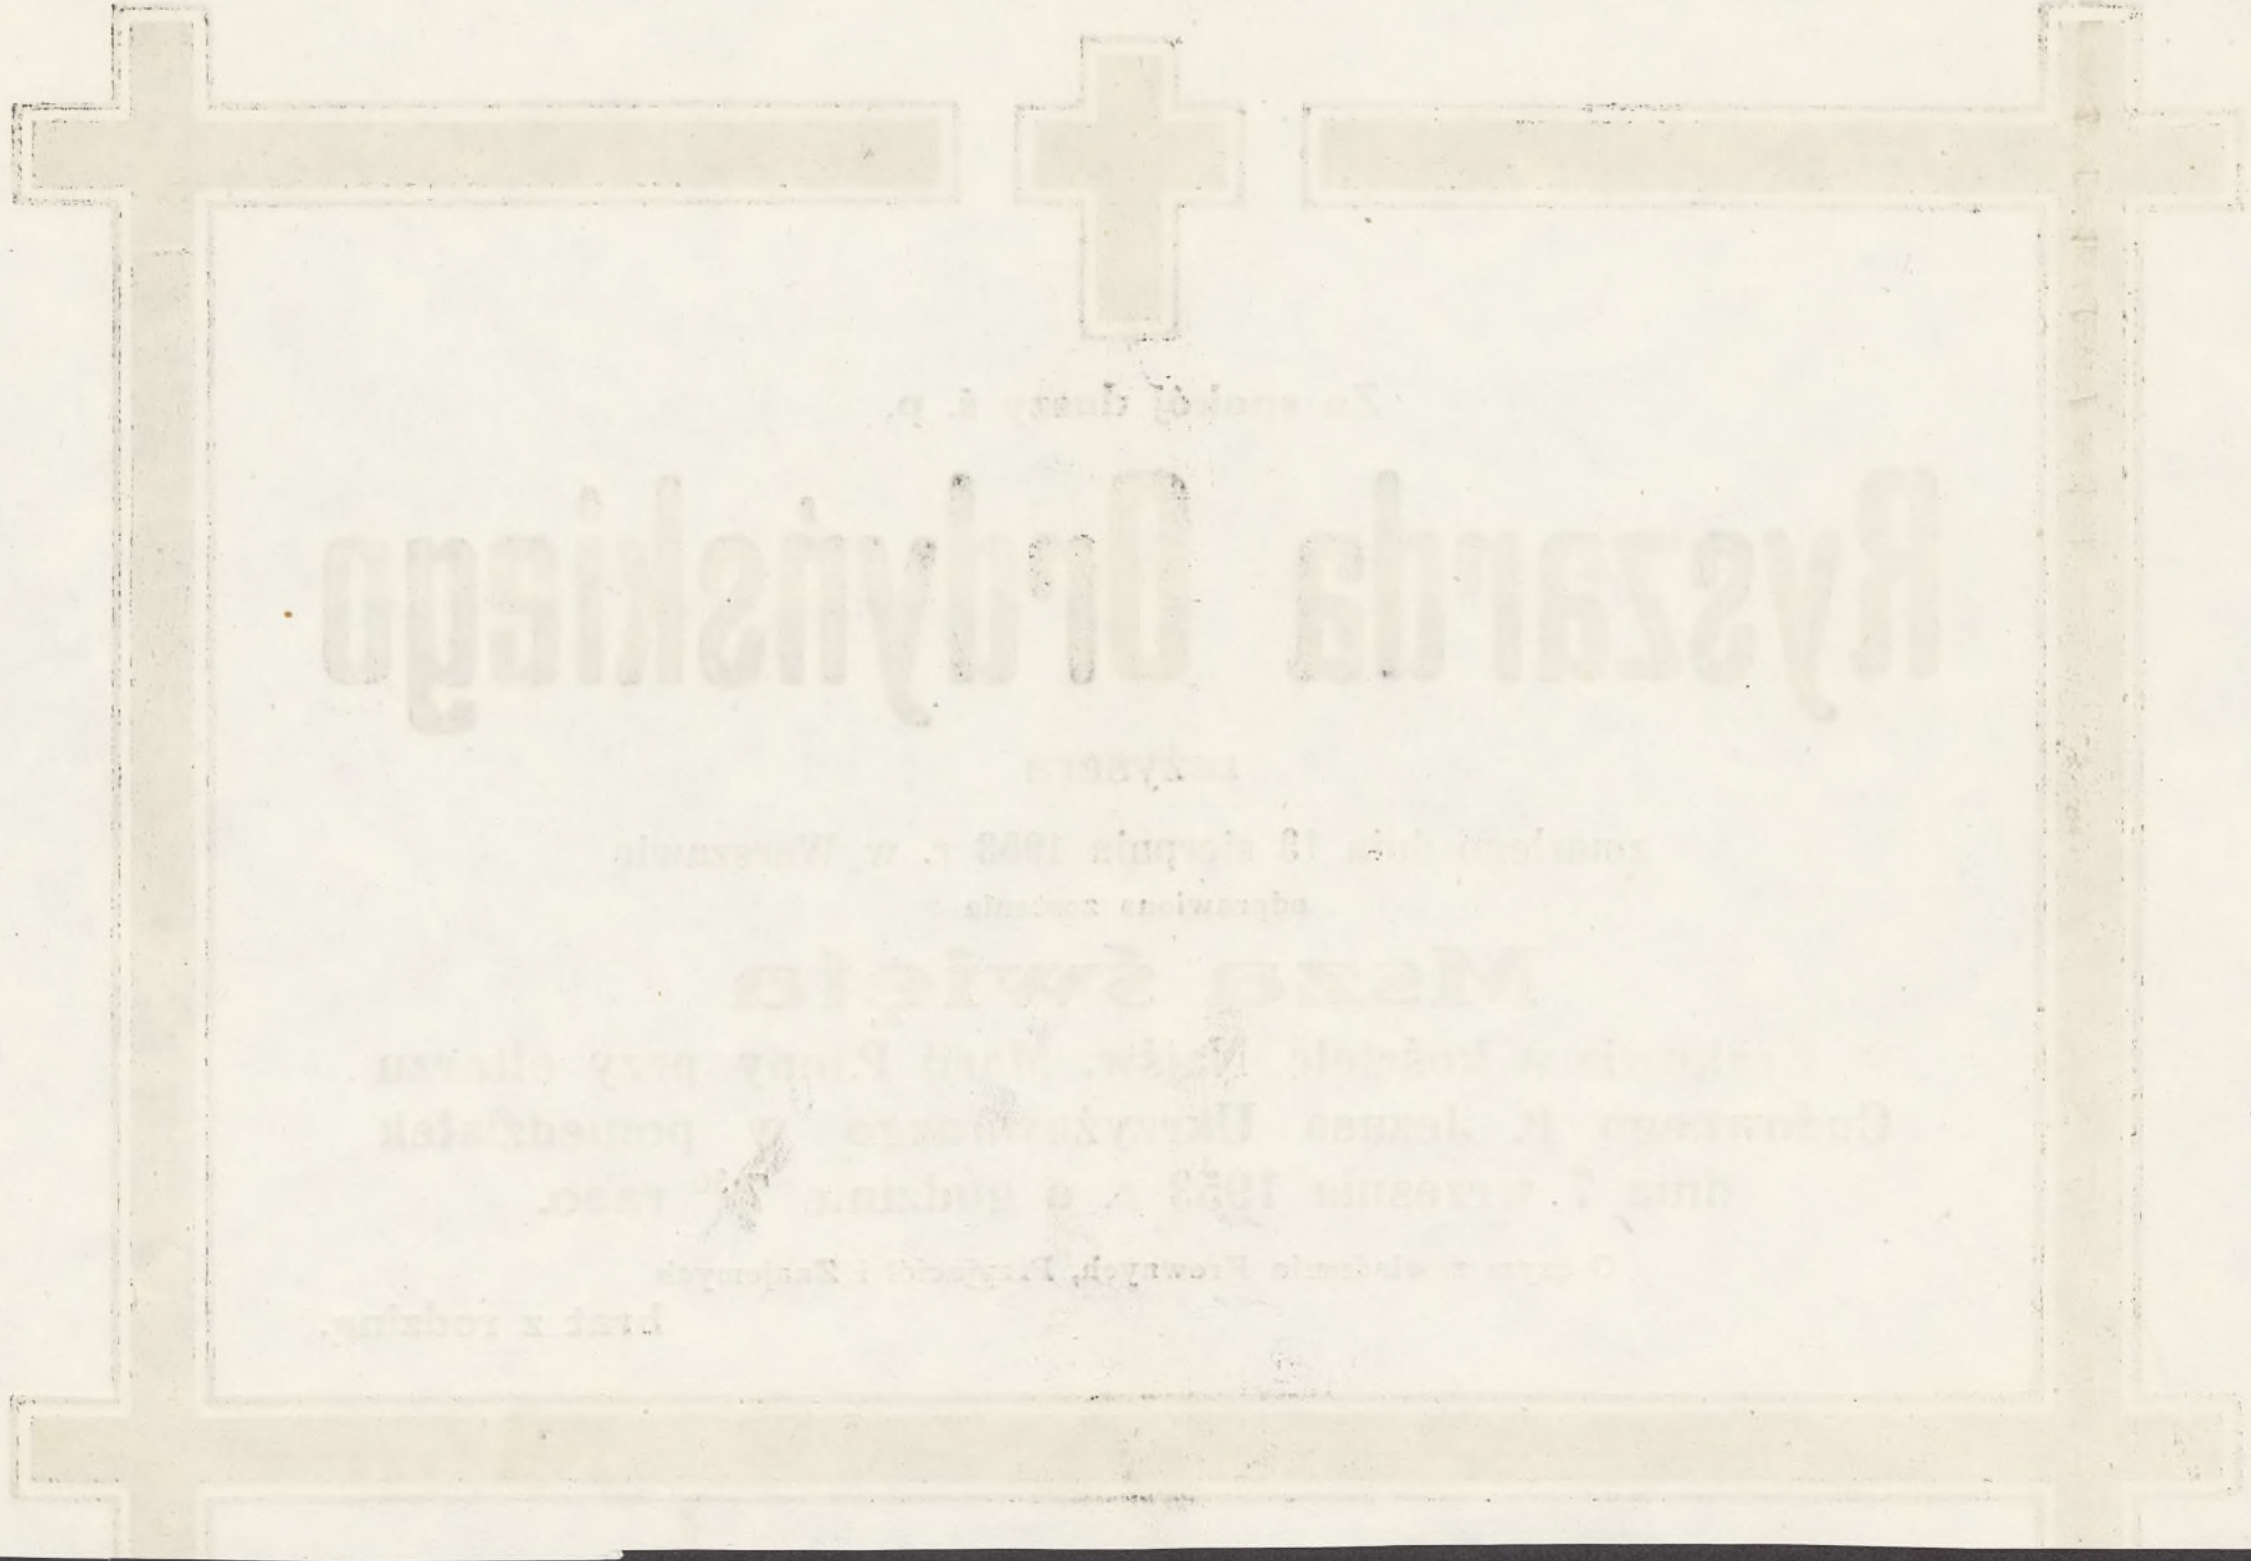 Za spokój duszy ś. p.
Ryszarda Ordyńskiego
reżysera
zmarłego dnia 13 sierpnia 1953 r. w Warszawie
odprawiona zostanie
Msza święta
w kościele Najśw. Marii Panny przy ołtarzu
Cudownego P. Jezusa Ukrzyżowanego w poniedziałek
dnia 7 września 1953 r. o godzinie rano.
O czym zawiadamia Krewnych, Przyjaciół i Znajomych
brat z rodziną.